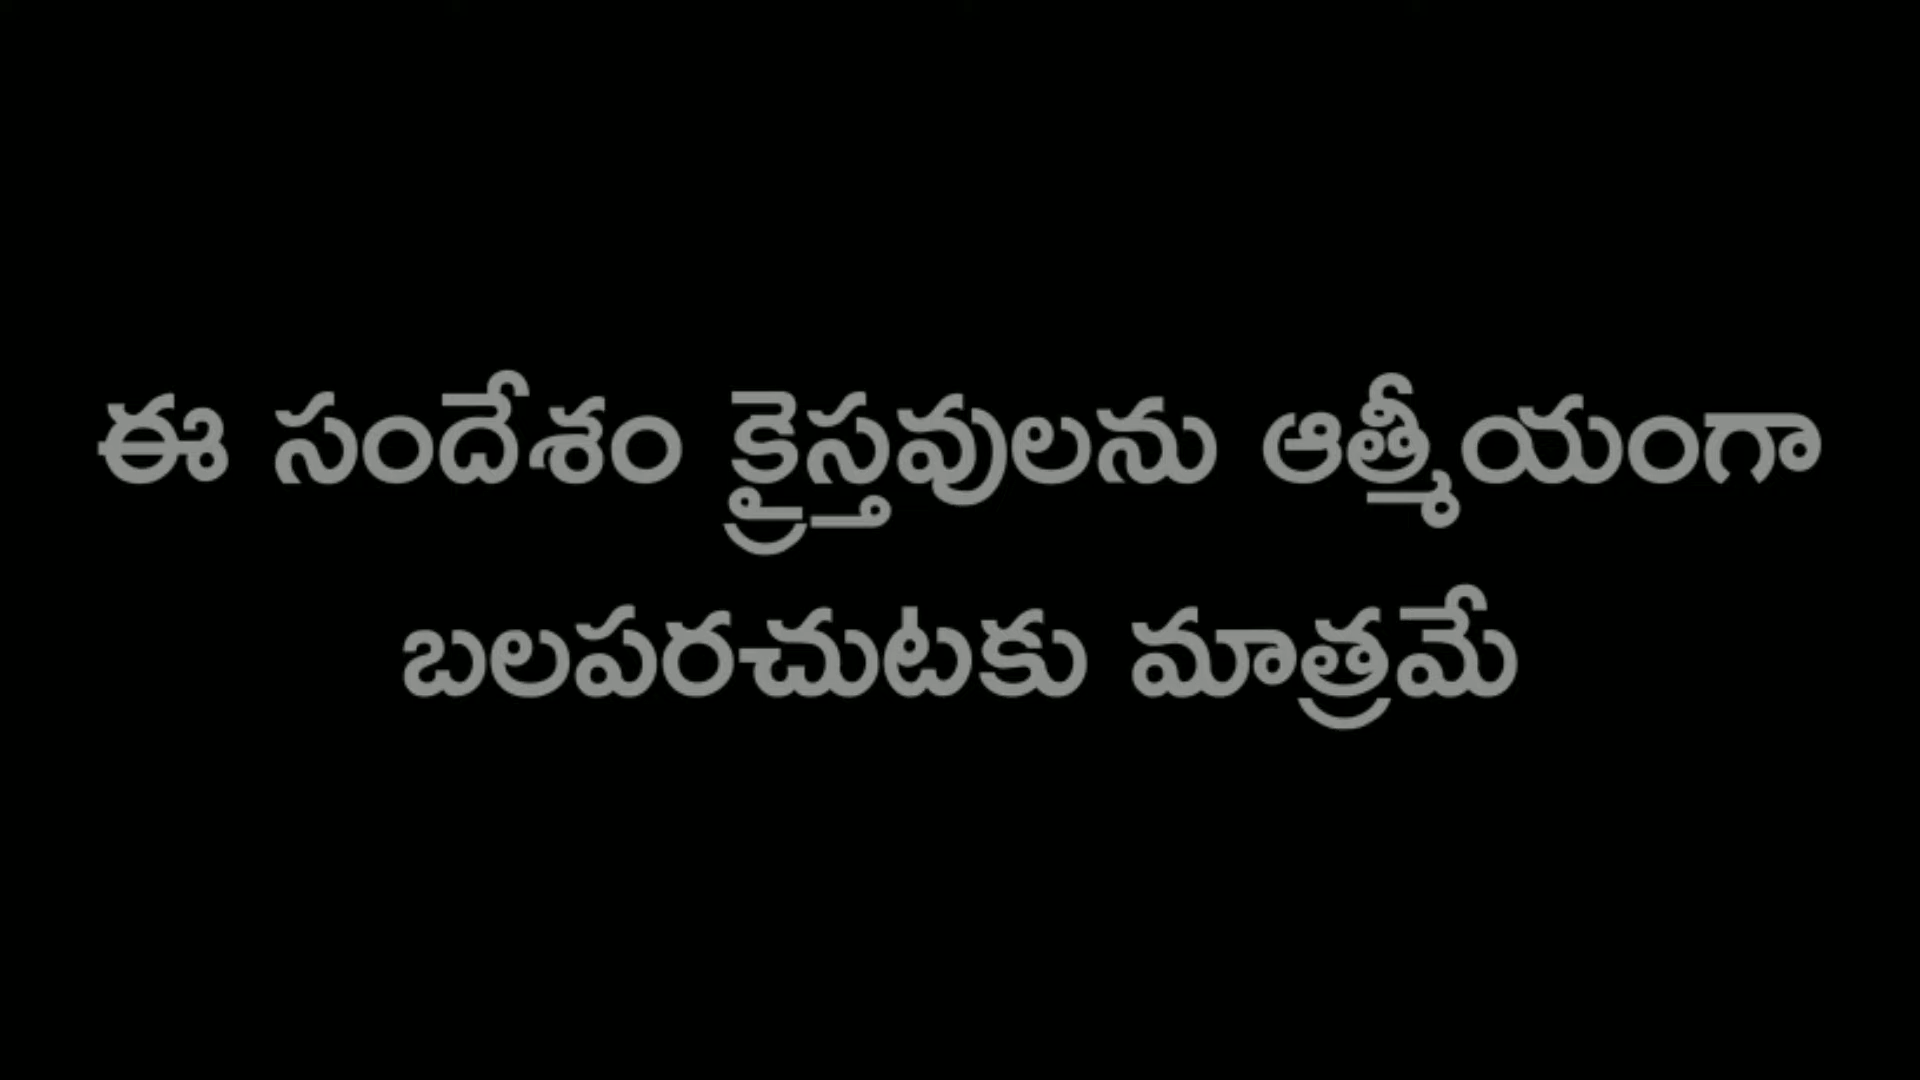 ఈ సందేశం క్రైస్తవులను ఆత్మీయంగా
బలపరచుటకు మాత్రమే